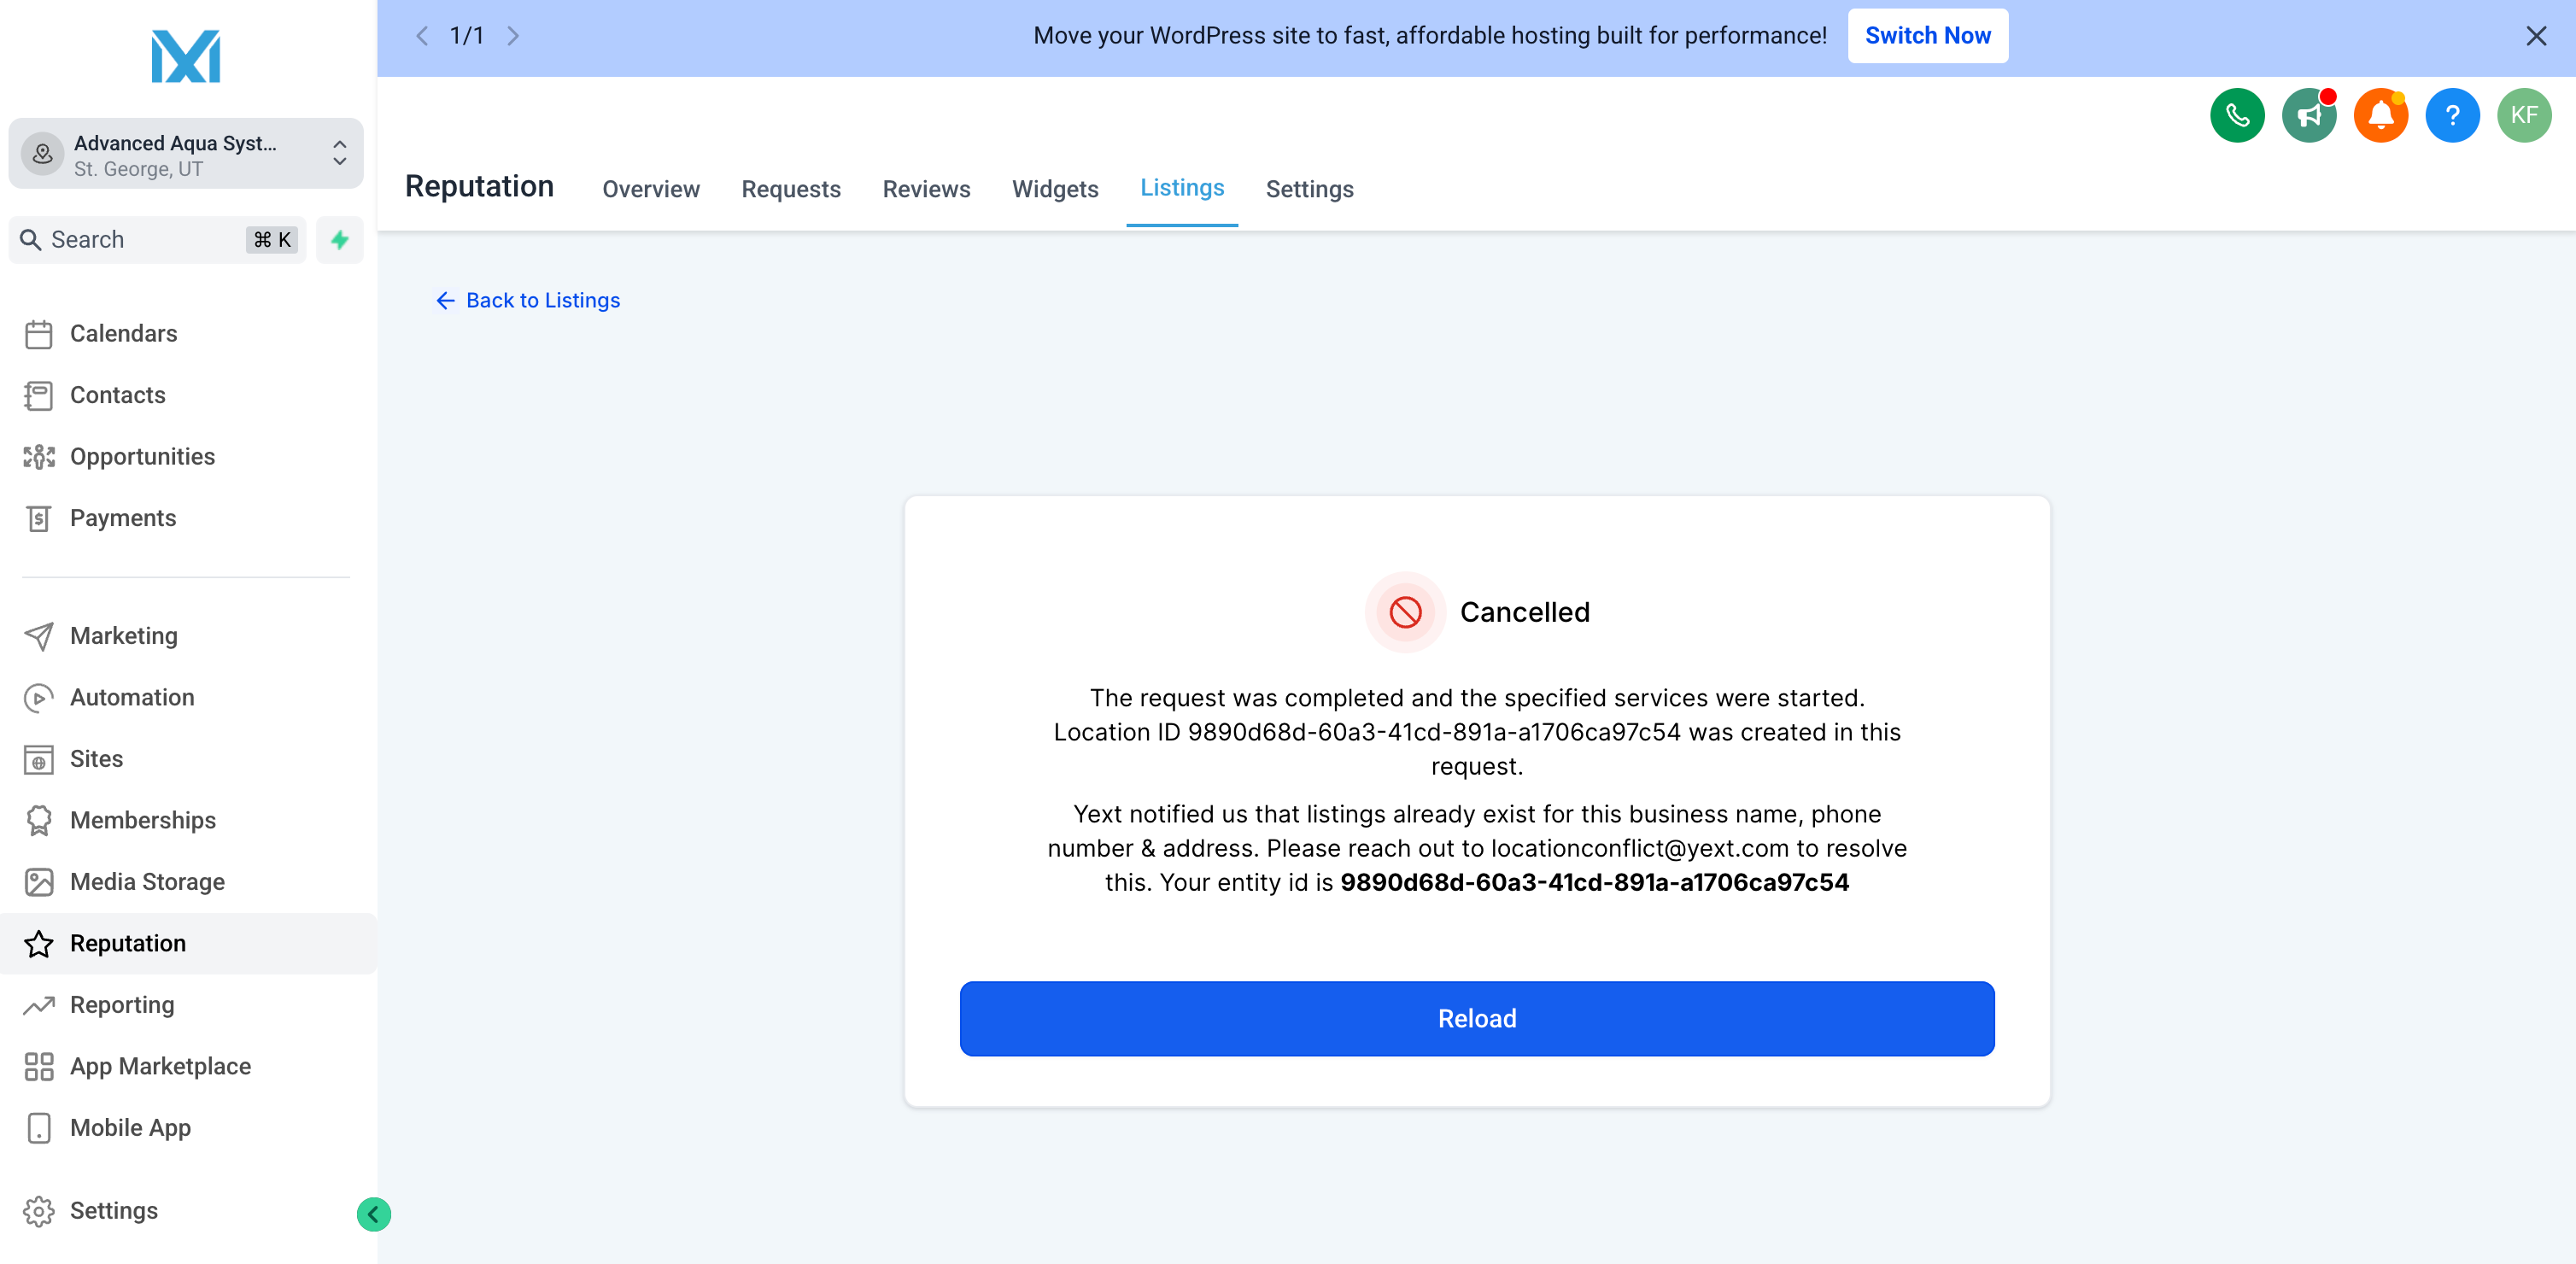 1/1
Move your WordPress site to fast, affordable hosting built for performance!
Switch Now
Advanced Aqua Syst...
St. George, UT
Search
⌘ K
KF
?
Reputation
Overview
Requests
Reviews
Widgets
Listings
Settings
Back to Listings
Calendars
Contacts
Opportunities
Payments
Marketing
Automation
Sites
Memberships
Media Storage
Reputation
Reporting
App Marketplace
Mobile App
Settings
Cancelled
The request was completed and the specified services were started.
Location ID 9890d68d-60a3-41cd-891a-a1706ca97c54 was created in this
request.
Yext notified us that listings already exist for this business name, phone
number & address. Please reach out to locationconflict@yext.com to resolve
this. Your entity id is 9890d68d-60a3-41cd-891a-a1706ca97c54
Reload